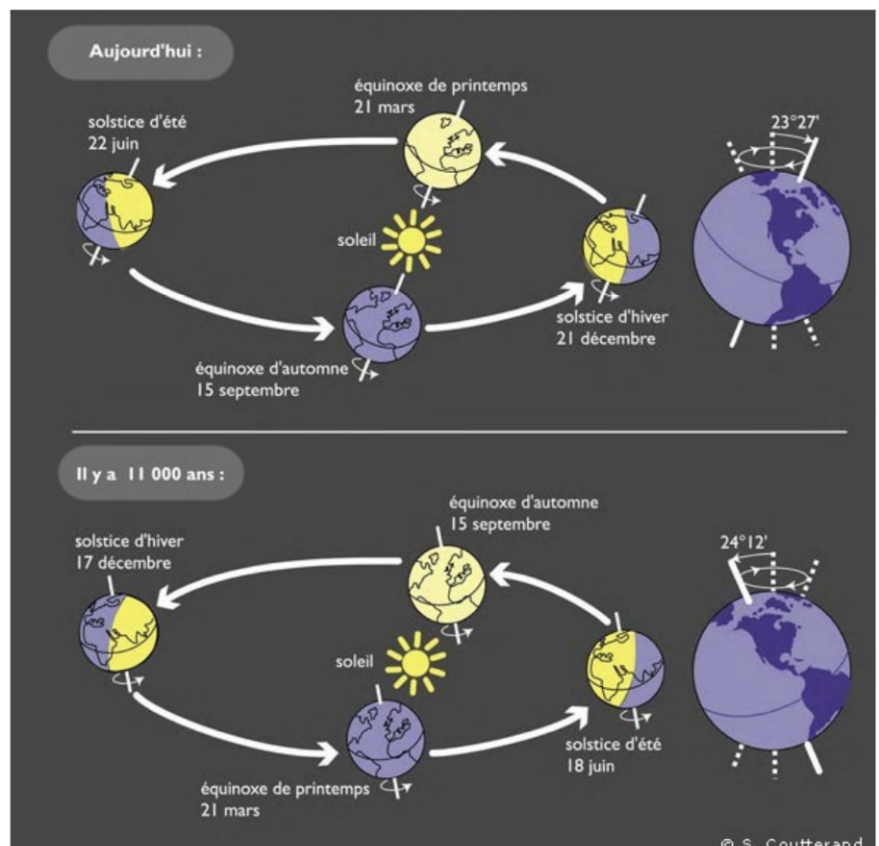 Aujourd'hui :
équinoxe de printemps
21 mars
solstice d'été
22 juin
23°27'
soleil
solstice d'hiver
21 décembre
équinoxe d'automne
15 septembre
Il y a 11 000 ans :
équinoxe d'automne
15 septembre
solstice d'hiver
17 décembre
24°12'
soleil
solstice d'été
18 juin
équinoxe de printemps
21 mars
© S. Coutterand